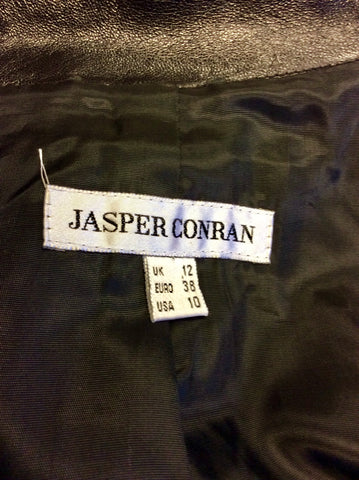 JASPER CONRAN
UK 12
EURO 38
USA 10